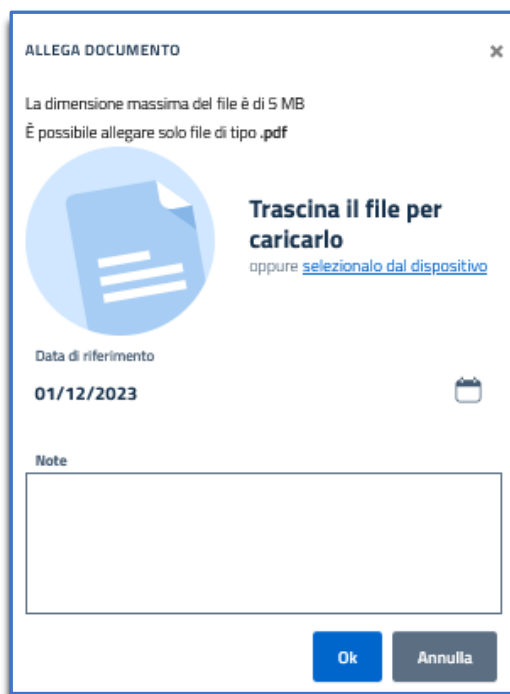 ALLEGA DOCUMENTO
La dimensione massima del file è di 5 MB
È possibile allegare solo file di tipo .pdf
Trascina il file per
caricarlo
oppure selezionalo dal dispositivo
Data di riferimento
01/12/2023
Note
Ok
Annulla